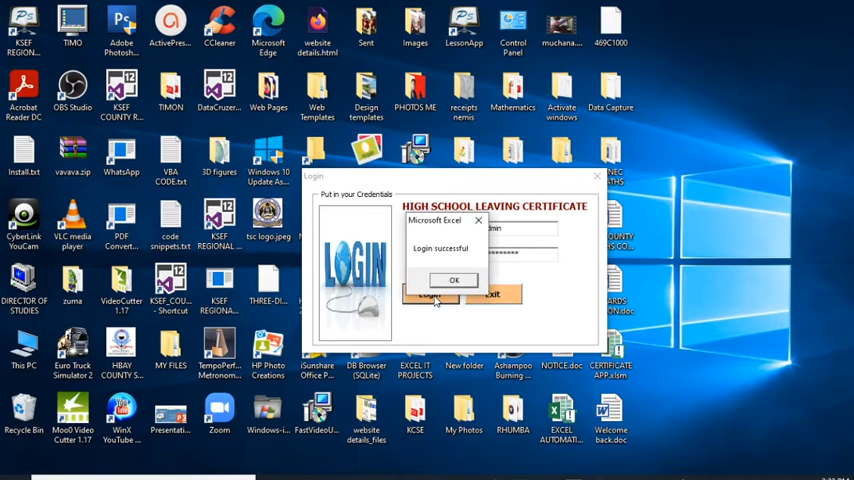 KSEF
REGION...
TIMO
Adobe
Photosh...
ActivePres...
CCleaner
Microsoft
Edge
website
details.html
Sent
Images
LessonApp
Control
Panel
muchana...
469C1000
Acrobat
Reader DC
OBS Studio
KSEF
COUNTY R...
TIMON
DataCruzer...
Web Pages
Web
Templates
Design
templates
PHOTOS ME
receipts
nemis
Mathematics
Activate
windows
Data Capture
Install.txt
vavava.zip
WhatsApp
VBA
CODE.txt
3D figures
Windows 10
Update As...
Login
Put in your Credentials
HIGH SCHOOL LEAVING CERTIFICATE
Microsoft Excel
Login successful
OK
LOGIN
Login
Exit
CyberLink
YouCam
VLC media
player
PDF
Convert...
code
snippets.txt
KSEF
REGIONAL ...
tsc logo.jpeg
DIRECTOR OF
STUDIES
zuma
VideoCutter
1.17
KSEF_COU...
- Shortcut
KSEF
REGIONA...
THREE-DI...
This PC
Euro Truck
Simulator 2
HBAY
COUNTY S...
MY FILES
TempoPerf...
Metronom...
HP Photo
Creations
iSunshare
Office P...
DB Browser
(SQLite)
EXCEL IT
PROJECTS
New folder
Ashampoo
Burning ...
NOTICE.doc
CERTIFICATE
APP.xlsm
Recycle Bin
Moo0 Video
Cutter 1.17
WinX
YouTube ...
Presentati...
Zoom
Windows-i...
FastVideoU...
website
details_files
KCSE
My Photos
RHUMBA
EXCEL
AUTOMATI...
Welcome
back.doc